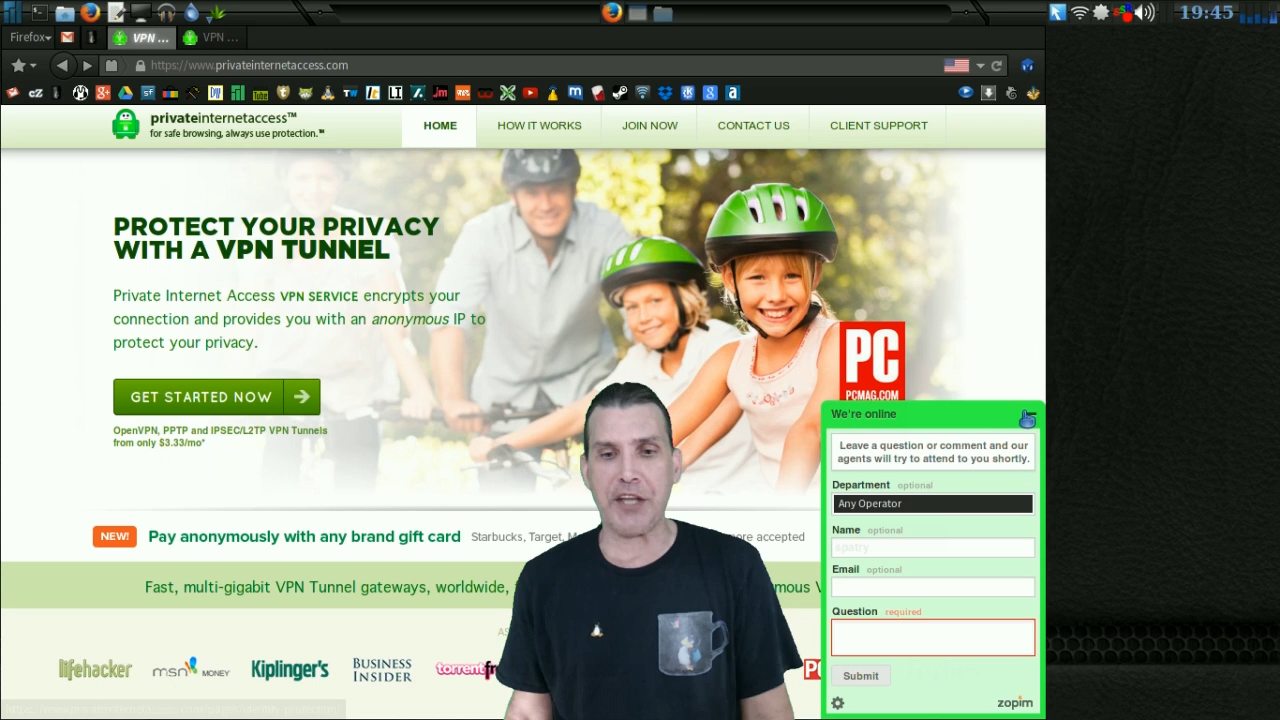 19:45
Firefox
VPN ...
VPN ...
https://www.privateinternetaccess.com
privateinternetaccess™
for safe browsing, always use protection.™
HOME
HOW IT WORKS
JOIN NOW
CONTACT US
CLIENT SUPPORT
PROTECT YOUR PRIVACY
WITH A VPN TUNNEL
Private Internet Access VPN SERVICE encrypts your
connection and provides you with an anonymous IP to
protect your privacy.
GET STARTED NOW
OpenVPN, PPTP and IPSEC/L2TP VPN Tunnels
from only $3.33/mo*
PC
PCMAG.COM
We're online
Leave a question or comment and our
agents will try to attend to you shortly.
Department optional
Any Operator
Name optional
spatry
Email optional
Question required
Submit
zopim
NEW! Pay anonymously with any brand gift card Starbucks, Target, accepted
Fast, multi-gigabit VPN Tunnel gateways, worldwide,
lifehacker
msn MONEY
Kiplinger's
BUSINESS
INSIDER